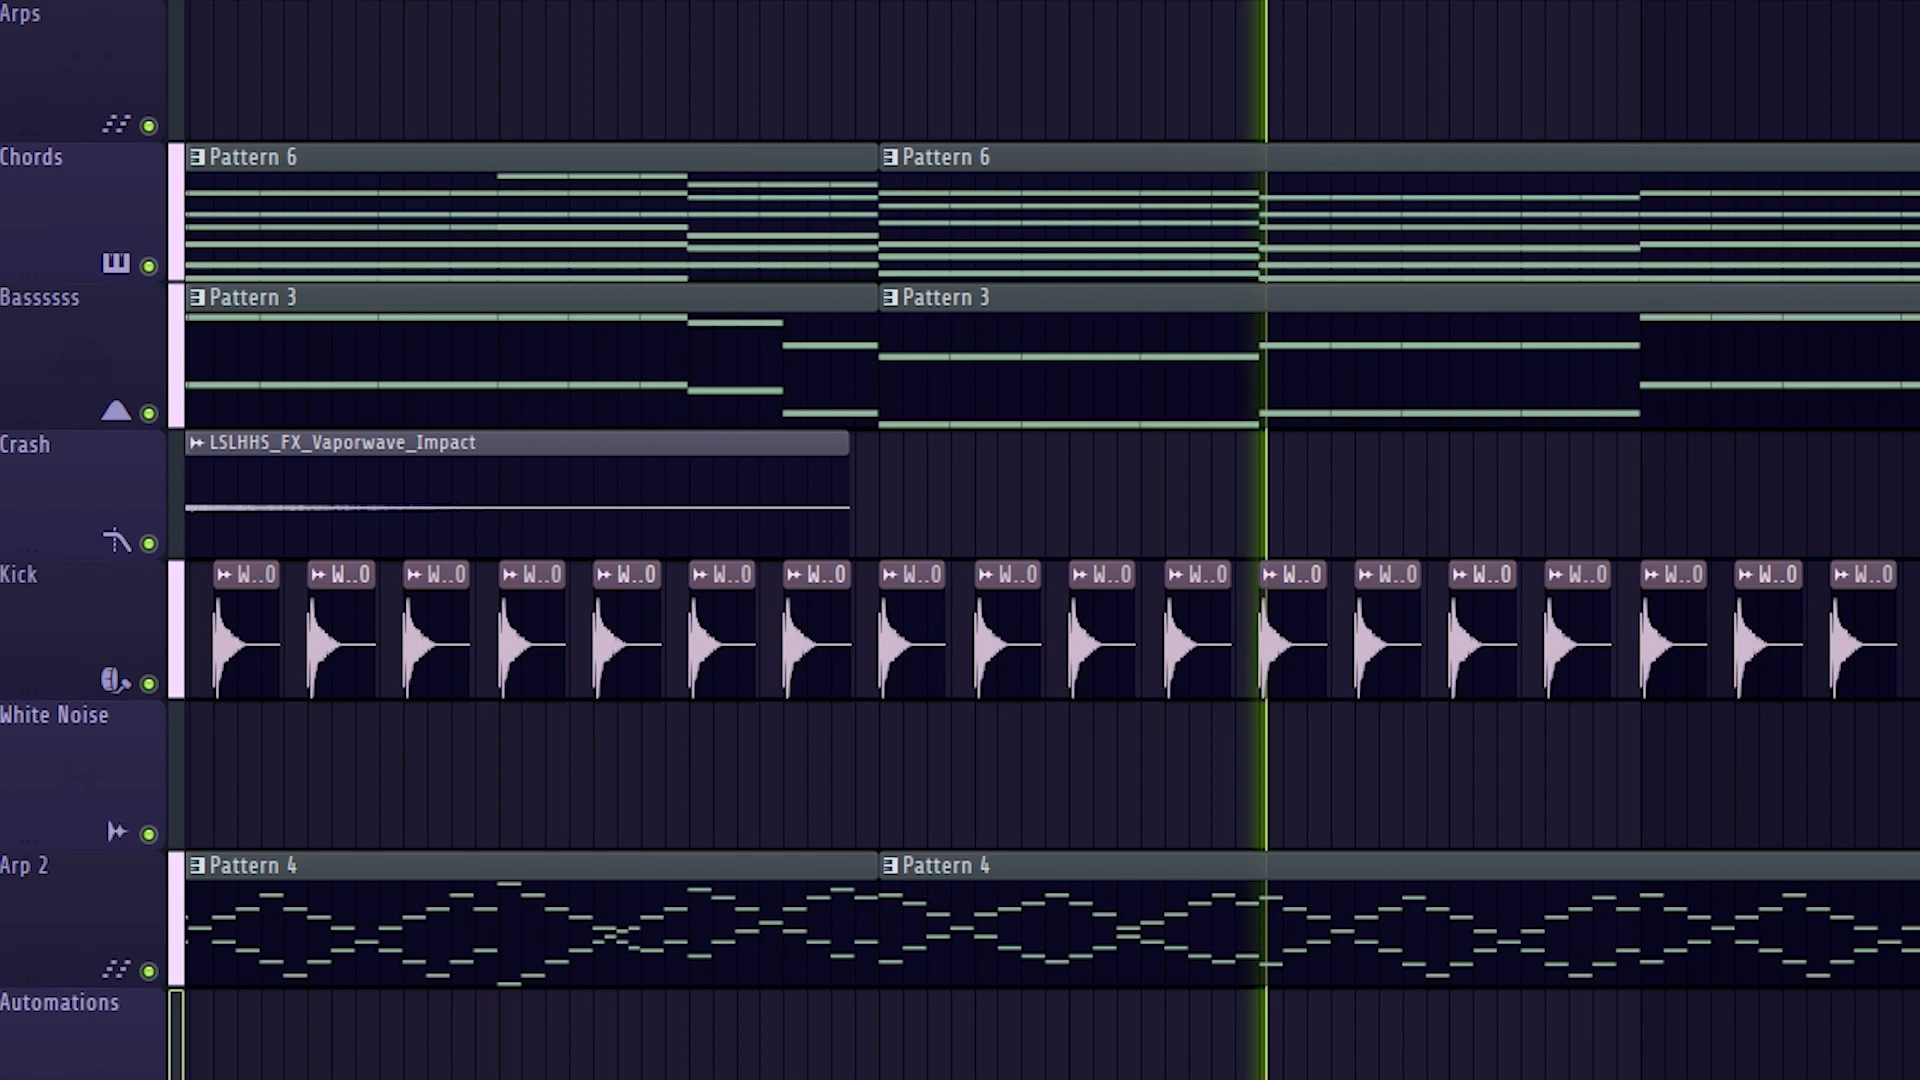 Arps
Chords
Pattern 6 Pattern 6
Bassssss
Pattern 3 Pattern 3
Crash
LSLHHS_FX_Vaporwave_Impact
Kick
W..0 W..0 W..0 W..0 W..0 W..0 W..0 W..0 W..0 W..0 W..0 W..0 W..0 W..0 W..0 W..0 W..0 W..0
White Noise
Arp 2
Pattern 4 Pattern 4
Automations